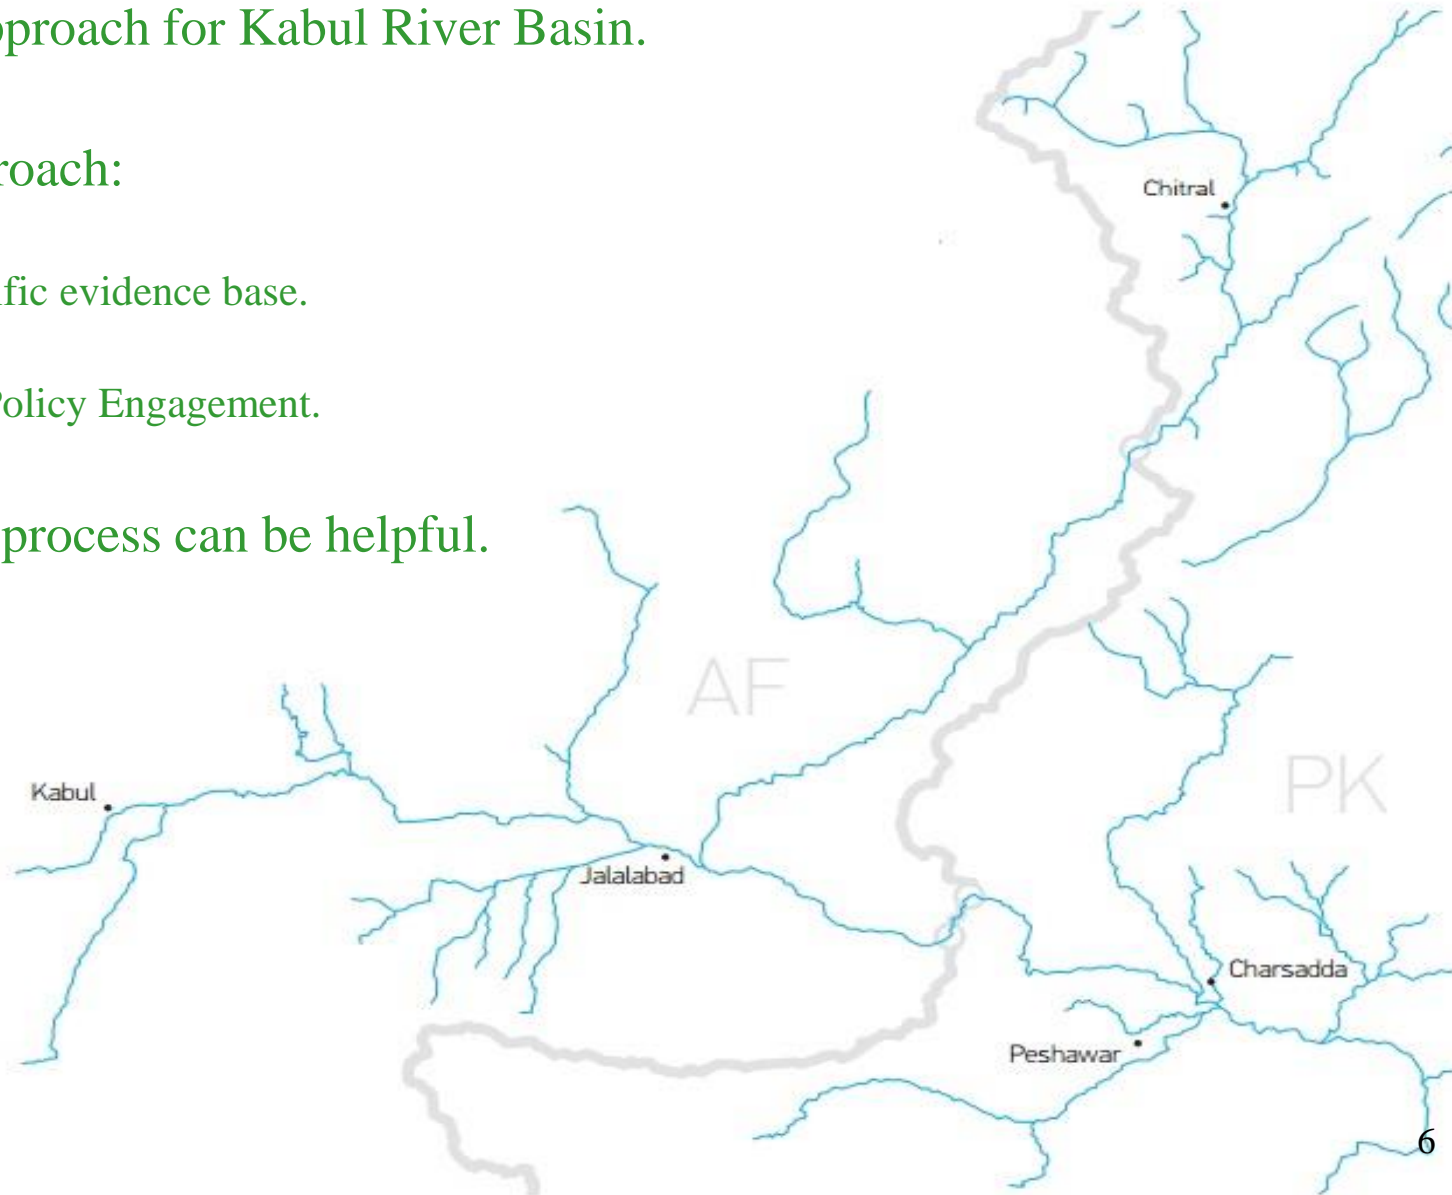 pproach for Kabul River Basin.
roach:
ific evidence base.
Policy Engagement.
process can be helpful.
Chitral
AF
PK
Kabul
Jalalabad
Charsadda
Peshawar
6